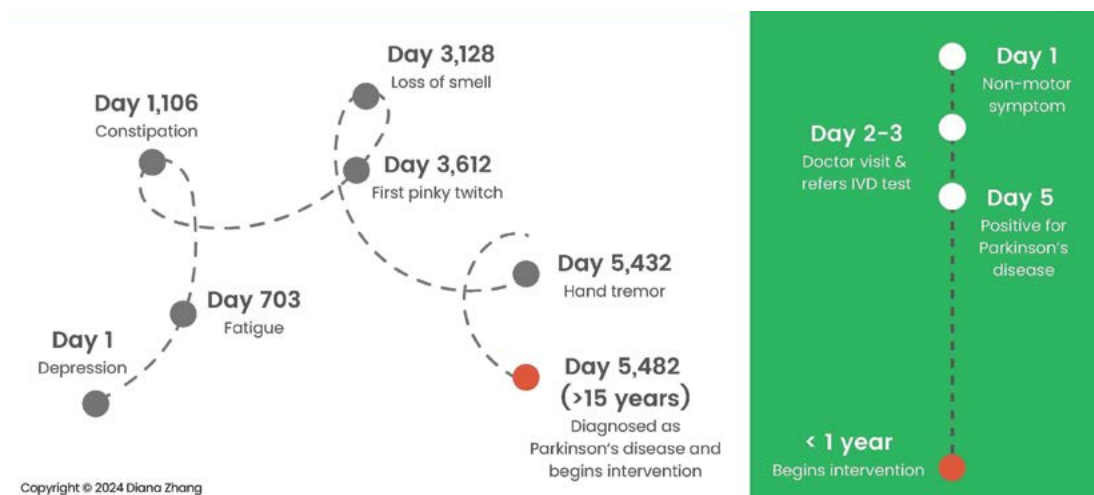 Day 1
Depression
Day 703
Fatigue
Day 1,106
Constipation
Day 3,128
Loss of smell
Day 3,612
First pinky twitch
Day 5,432
Hand tremor
Day 5,482
(>15 years)
Diagnosed as
Parkinson's disease and
begins intervention
Copyright © 2024 Diana Zhang
Day 1
Non-motor
symptom
Day 2-3
Doctor visit &
refers IVD test
Day 5
Positive for
Parkinson's
disease
< 1 year
Begins intervention